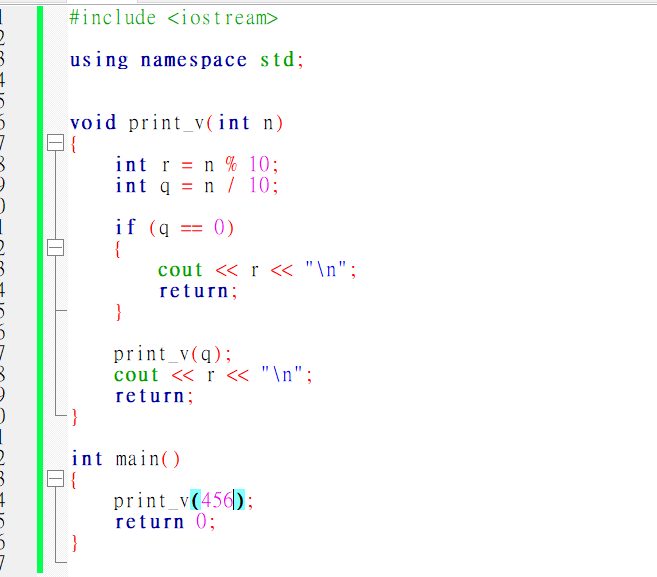 #include <iostream>
using namespace std;
void print_v(int n)
{
int r = n % 10;
int q = n / 10;
if (q == 0)
{
cout << r << "\n";
return;
}
print_v(q);
cout << r << "\n";
return;
}
int main()
{
print_v(456);
return 0;
}